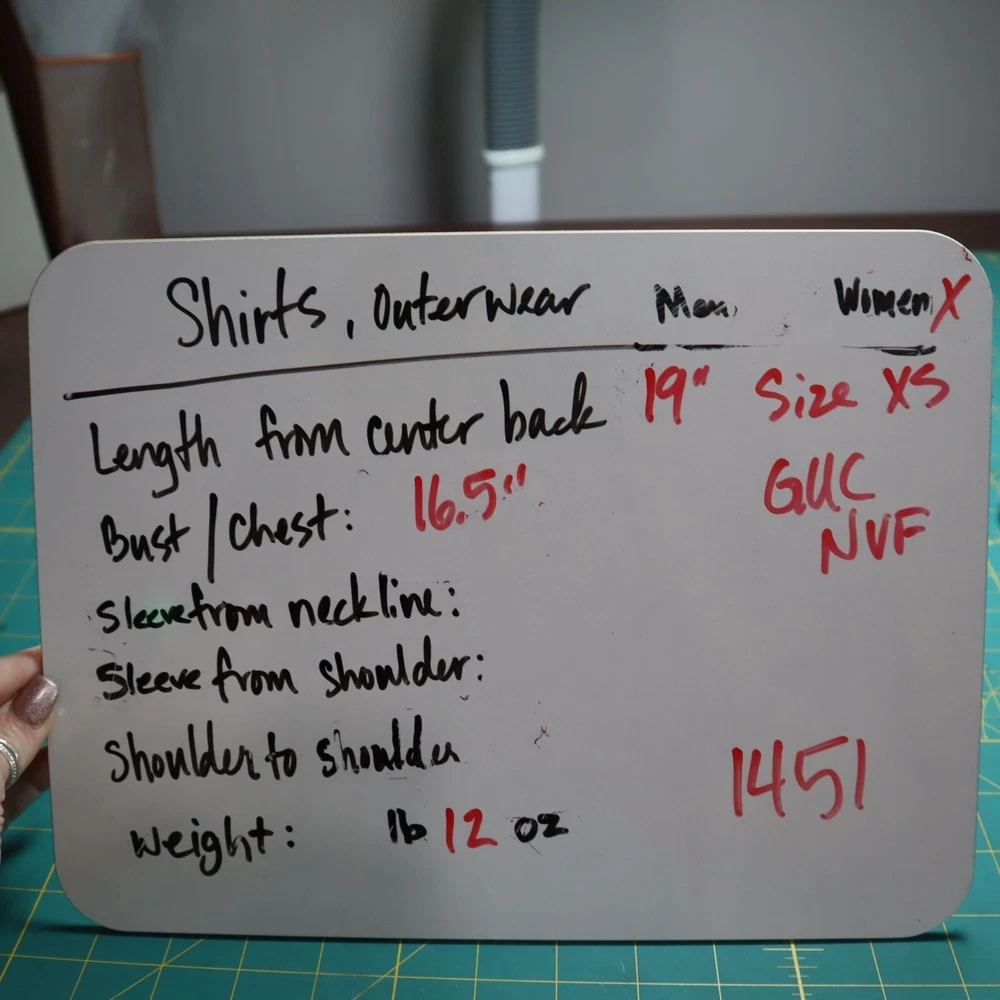 Shirts, Outerwear Men Women X
Length from center back 19" Size XS
Bust/Chest: 16.5" GUC
NVF
Sleeve from neckline:
Sleeve from shoulder:
Shoulder to shoulder
1451
Weight: lb 12 oz